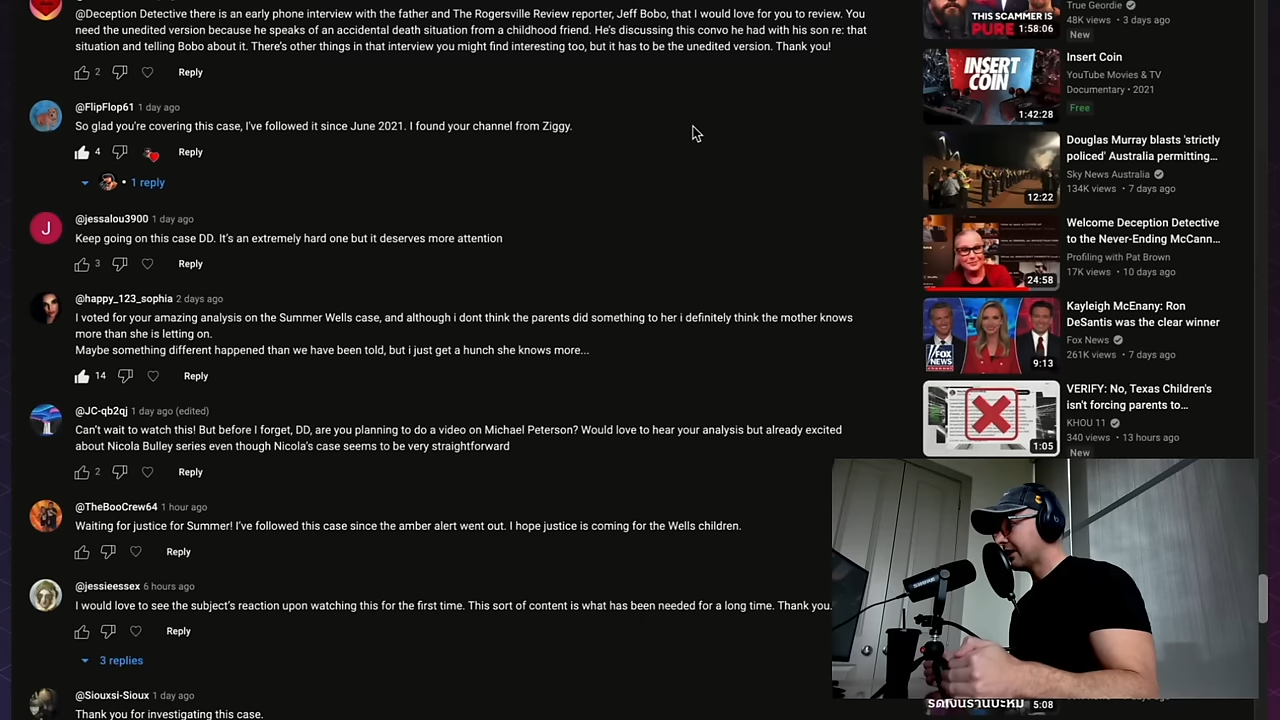 @Deception Detective there is an early phone interview with the father and The Rogersville Review reporter, Jeff Bobo, that I would love for you to review. You
need the unedited version because he speaks of an accidental death situation from a childhood friend. He's discussing this convo he had with his son re: that
situation and telling Bobo about it. There's other things in that interview you might find interesting too, but it has to be the unedited version. Thank you!
2 Reply
@FlipFlop61 1 day ago
So glad you're covering this case, I've followed it since June 2021. I found your channel from Ziggy.
4 Reply
• 1 reply
J
@jessalou3900 1 day ago
Keep going on this case DD. It's an extremely hard one but it deserves more attention
3 Reply
@happy_123_sophia 2 days ago
I voted for your amazing analysis on the Summer Wells case, and although i dont think the parents did something to her i definitely think the mother knows
more than she is letting on.
Maybe something different happened than we have been told, but i just get a hunch she knows more...
14 Reply
@JC-qb2qj 1 day ago (edited)
Can't wait to watch this! But before i forget, DD, are you planning to do a video on Michael Peterson? Would love to hear your analysis but already excited
about Nicola Bulley series even though Nicola's case seems to be very straightforward
2 Reply
@TheBooCrew64 1 hour ago
Waiting for justice for Summer! I've followed this case since the amber alert went out. I hope justice is coming for the Wells children.
Reply
@jessieessex 6 hours ago
I would love to see the subject's reaction upon watching this for the first time. This sort of content is what has been needed for a long time. Thank you.
Reply
3 replies
@Siouxsi-Sioux 1 day ago
Thank you for investigating this case.
THIS SCAMMER IS
PURE
1:58:06
True Geordie
48K views • 3 days ago
New
INSERT
COIN
1:42:28
Insert Coin
YouTube Movies & TV
Documentary • 2021
Free
12:22
Douglas Murray blasts 'strictly
policed' Australia permitting...
Sky News Australia
134K views • 7 days ago
24:58
Welcome Deception Detective
to the Never-Ending McCann...
Profiling with Pat Brown
17K views • 10 days ago
FOX
NEWS
9:13
Kayleigh McEnany: Ron
DeSantis was the clear winner
Fox News
261K views • 7 days ago
1:05
VERIFY: No, Texas Children's
isn't forcing parents to...
KHOU 11
340 views • 13 hours ago
New
SHURE
5:08